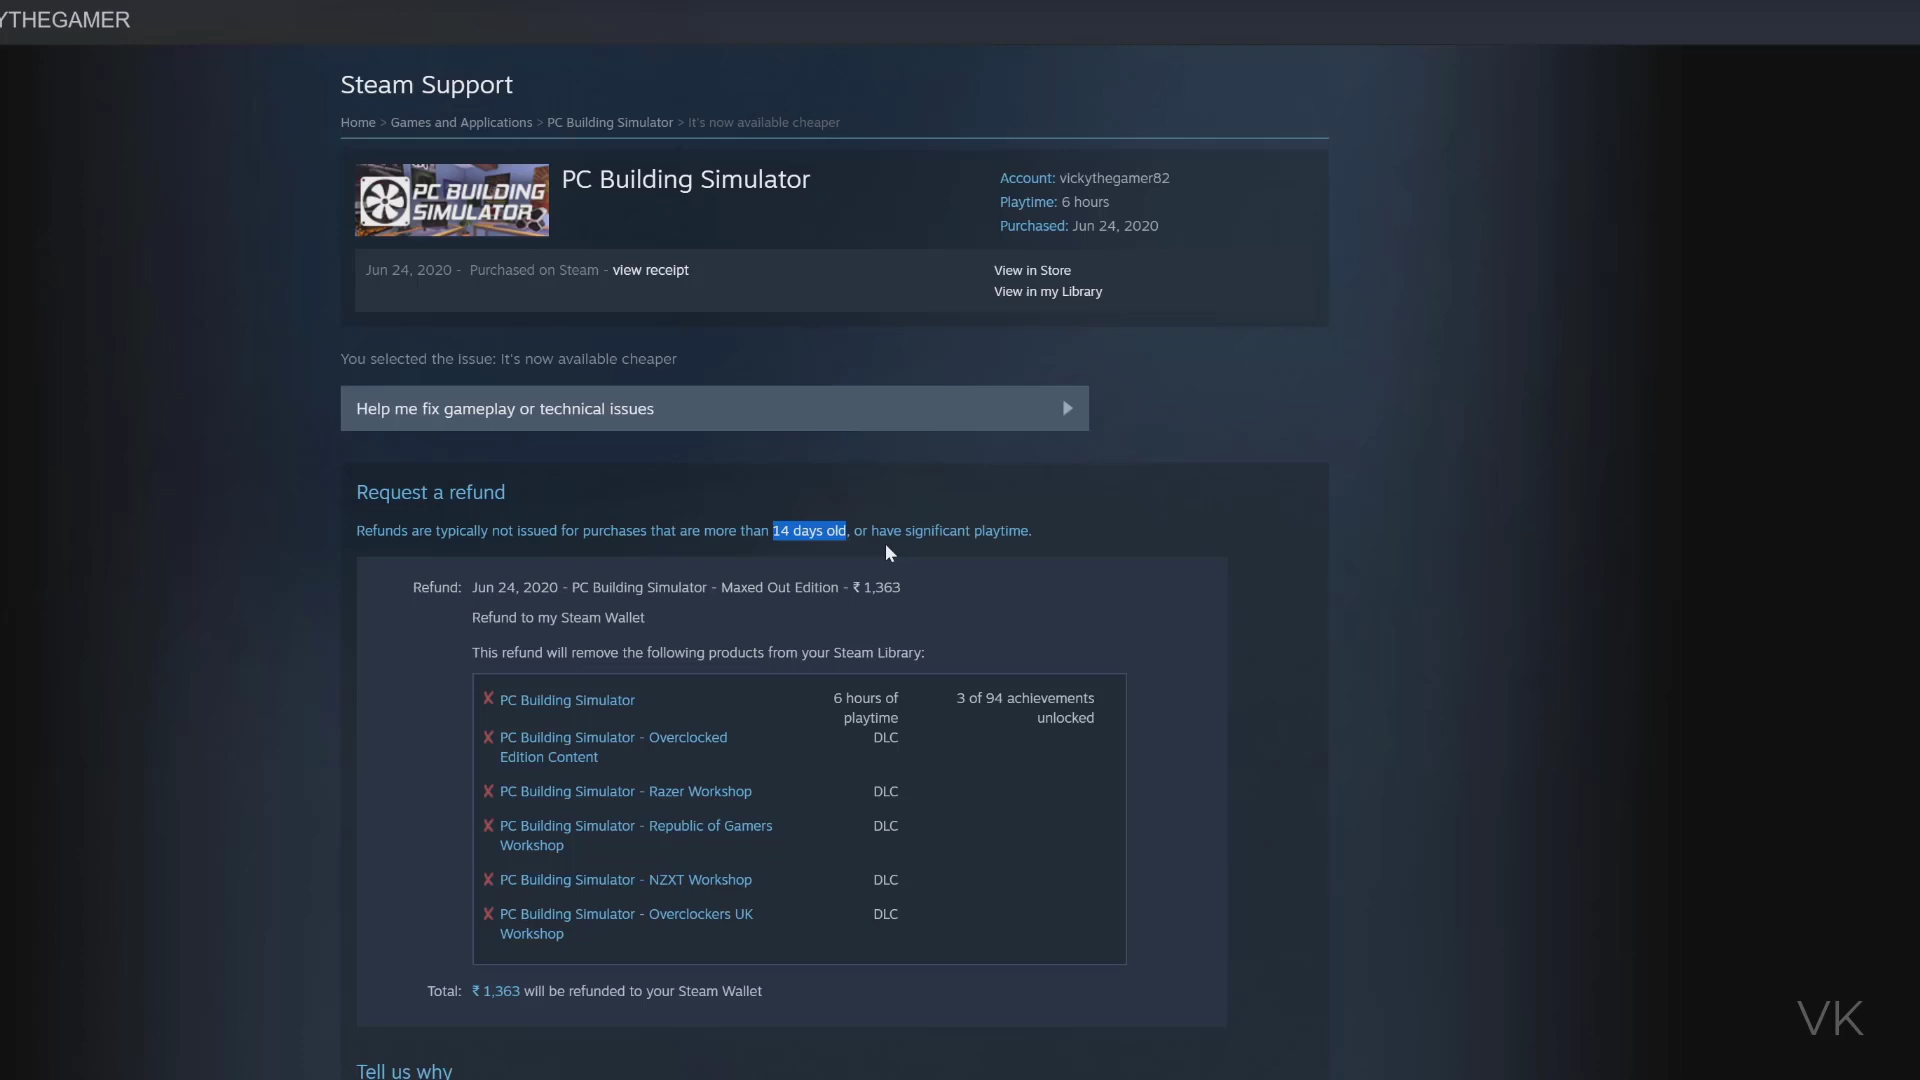 YTHEGAMER
Steam Support
Home > Games and Applications > PC Building Simulator > It's now available cheaper
PC BUILDING
SIMULATOR
PC Building Simulator
Account: vickythegamer82
Playtime: 6 hours
Purchased: Jun 24, 2020
Jun 24, 2020 - Purchased on Steam - view receipt
View in Store
View in my Library
You selected the issue: It's now available cheaper
Help me fix gameplay or technical issues
Request a refund
Refunds are typically not issued for purchases that are more than 14 days old, or have significant playtime.
Refund: Jun 24, 2020 - PC Building Simulator - Maxed Out Edition - ₹ 1,363
Refund to my Steam Wallet
This refund will remove the following products from your Steam Library:
X PC Building Simulator 6 hours of 3 of 94 achievements
playtime unlocked
X PC Building Simulator - Overclocked DLC
Edition Content
X PC Building Simulator - Razer Workshop DLC
X PC Building Simulator - Republic of Gamers DLC
Workshop
X PC Building Simulator - NZXT Workshop DLC
X PC Building Simulator - Overclockers UK DLC
Workshop
Total: ₹ 1,363 will be refunded to your Steam Wallet
Tell us why
VK